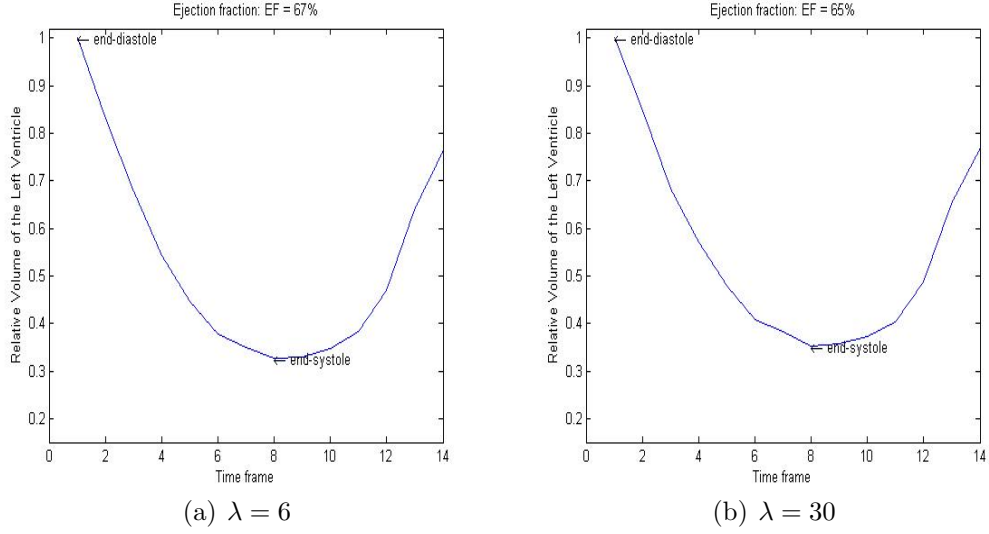 Ejection fraction: EF = 67%
1
0.9
0.8
0.7
0.6
0.5
0.4
0.3
0.2
0 2 4 6 8 10 12 14
Relative Volume of the Left Ventricle
Time frame
← end-diastole
← end-systole
(a) λ = 6
Ejection fraction: EF = 65%
1
0.9
0.8
0.7
0.6
0.5
0.4
0.3
0.2
0 2 4 6 8 10 12 14
Relative Volume of the Left Ventricle
Time frame
← end-diastole
← end-systole
(b) λ = 30